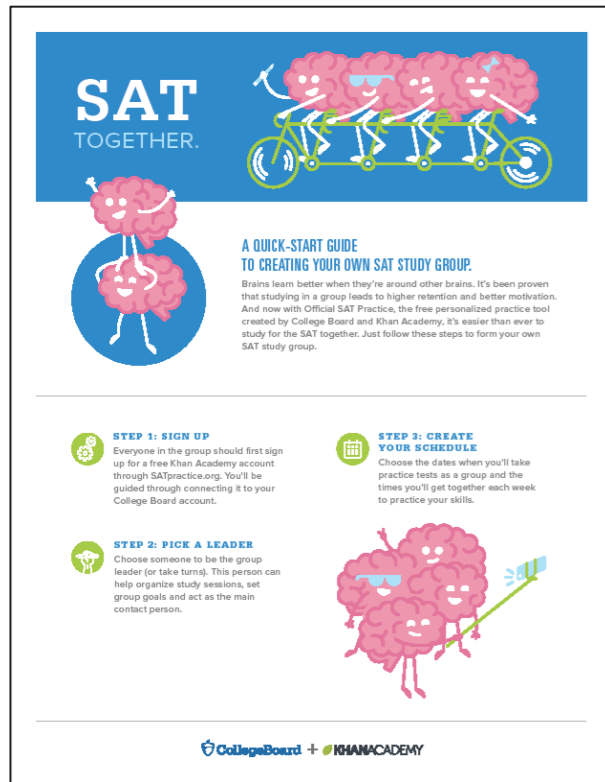 SAT
TOGETHER.
A QUICK-START GUIDE
TO CREATING YOUR OWN SAT STUDY GROUP.
Brains learn better when they're around other brains. It's been proven
that studying in a group leads to higher retention and better motivation.
And now with Official SAT Practice, the free personalized practice tool
created by College Board and Khan Academy, it's easier than ever to
study for the SAT together. Just follow these steps to form your own
SAT study group.
STEP 1: SIGN UP
Everyone in the group should first sign
up for a free Khan Academy account
through SATpractice.org. You'll be
guided through connecting it to your
College Board account.
STEP 2: PICK A LEADER
Choose someone to be the group
leader (or take turns). This person can
help organize study sessions, set
group goals and act as the main
contact person.
STEP 3: CREATE
YOUR SCHEDULE
Choose the dates when you'll take
practice tests as a group and the
times you'll get together each week
to practice your skills.
CollegeBoard + KHANACADEMY